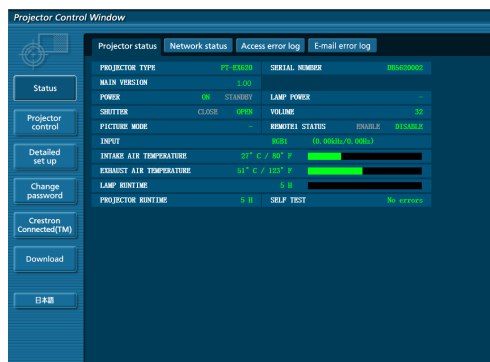 Projector Control Window
Projector status Network status Access error log E-mail error log
PROJECTOR TYPE PT-EX620 SERIAL NUMBER DH5620002
MAIN VERSION 1.00
POWER ON STANDBY LAMP POWER -
SHUTTER CLOSE OPEN VOLUME 32
PICTURE MODE - REMOTE1 STATUS ENABLE DISABLE
INPUT RGB1 (0.00kHz/0.00Hz)
INTAKE AIR TEMPERATURE 27° C / 80° F
EXHAUST AIR TEMPERATURE 51° C / 123° F
LAMP RUNTIME 5 H
PROJECTOR RUNTIME 5 H SELF TEST No errors
Status
Projector
control
Detailed
set up
Change
password
Crestron
Connected(TM)
Download
日本語